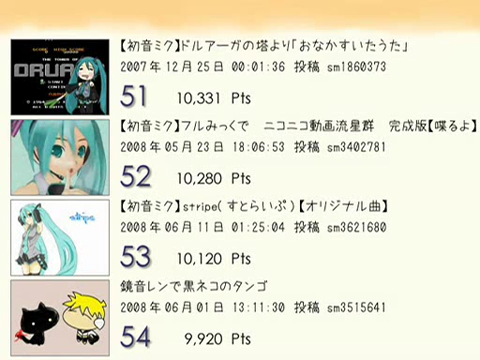 【初音ミク】ドルアーガの塔より「おなかすいたうた」
2007年12月25日 00:01:36 投稿 sm1860373
51 10,331 Pts
【初音ミク】フルみっくで ニコニコ動画流星群 完成版【喋るよ】
2008年05月23日 18:06:53 投稿 sm3402781
52 10,280 Pts
【初音ミク】stripe(すとらいぷ)【オリジナル曲】
2008年06月11日 01:25:04 投稿 sm3621680
stripe
53 10,120 Pts
鏡音レンで黒ネコのタンゴ
2008年06月01日 13:11:30 投稿 sm3515641
54 9,920 Pts